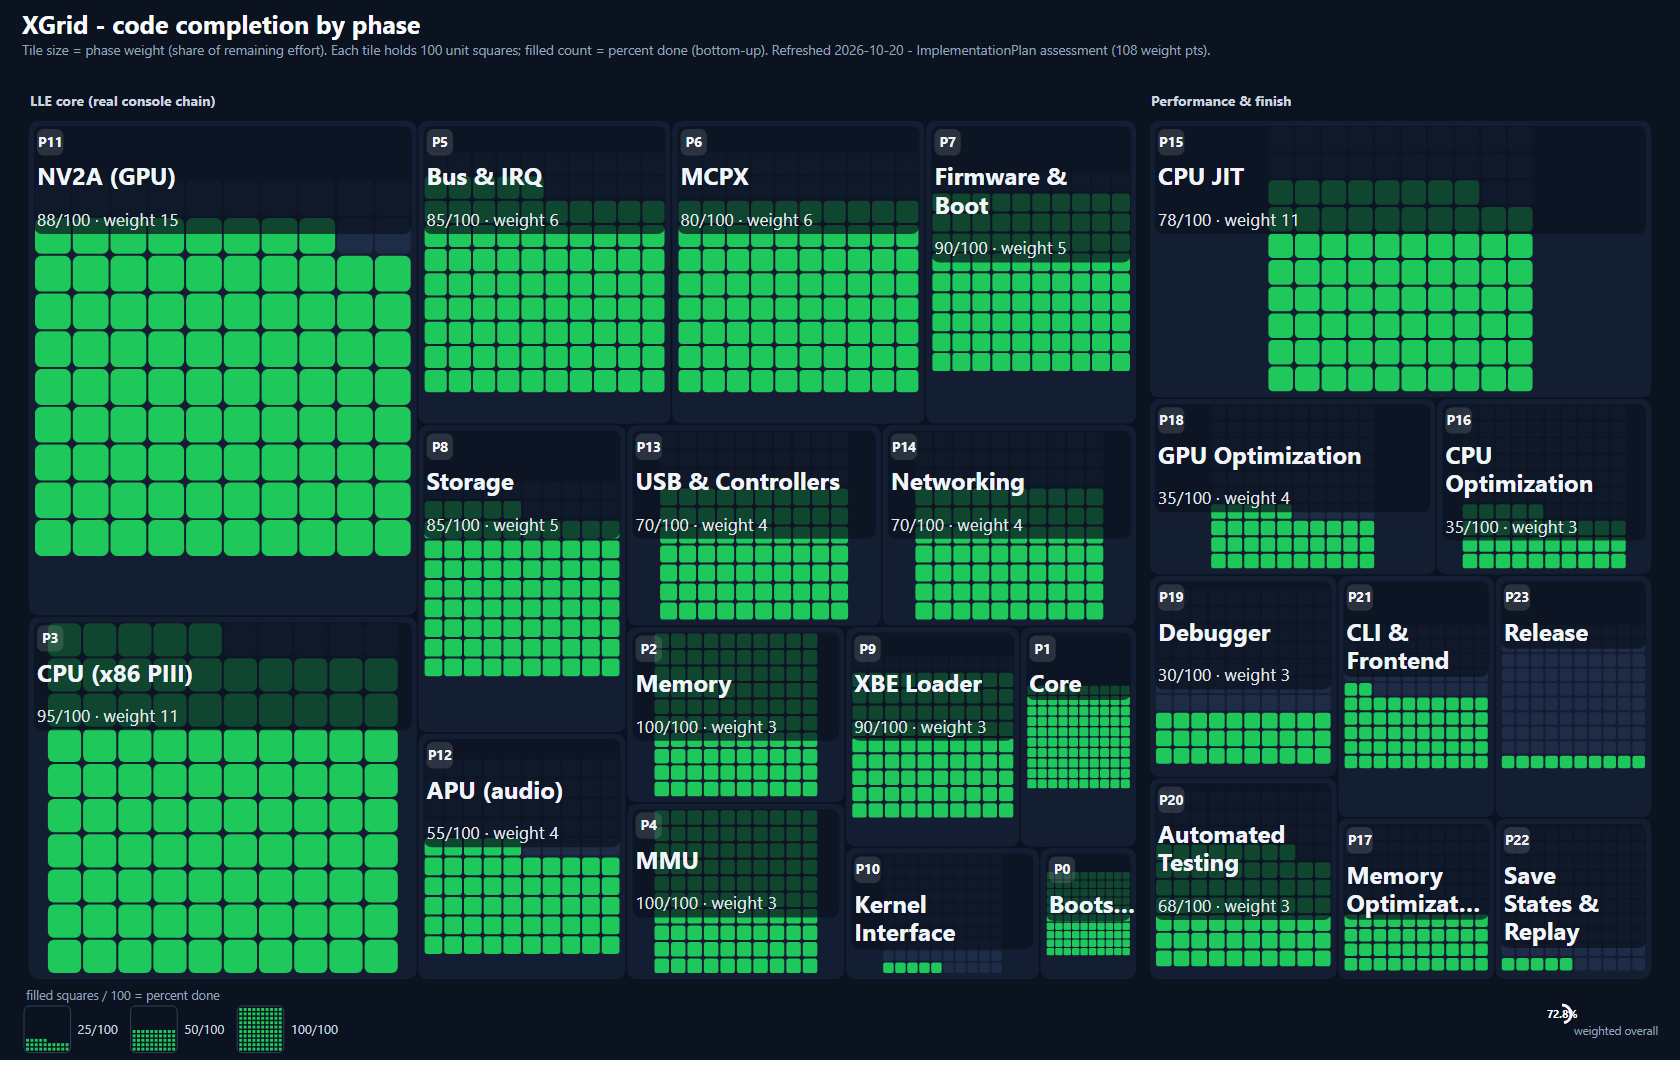 XGrid - code completion by phase
Tile size = phase weight (share of remaining effort). Each tile holds 100 unit squares; filled count = percent done (bottom-up). Refreshed 2026-10-20 - ImplementationPlan assessment (108 weight pts).
LLE core (real console chain)
P11
NV2A (GPU)
88/100 · weight 15
P5
Bus & IRQ
85/100 · weight 6
P6
MCPX
80/100 · weight 6
P7
Firmware &
Boot
90/100 · weight 5
P3
CPU (x86 PIII)
95/100 · weight 11
P8
Storage
85/100 · weight 5
P13
USB & Controllers
70/100 · weight 4
P14
Networking
70/100 · weight 4
P12
APU (audio)
55/100 · weight 4
P2
Memory
100/100 · weight 3
P9
XBE Loader
90/100 · weight 3
P1
Core
P4
MMU
100/100 · weight 3
P10
Kernel
Interface
P0
Boots...
Performance & finish
P15
CPU JIT
78/100 · weight 11
P18
GPU Optimization
35/100 · weight 4
P16
CPU
Optimization
35/100 · weight 3
P19
Debugger
30/100 · weight 3
P21
CLI &
Frontend
P23
Release
P20
Automated
Testing
68/100 · weight 3
P17
Memory
Optimizat...
P22
Save
States &
Replay
filled squares / 100 = percent done
25/100
50/100
100/100
72.8%
weighted overall